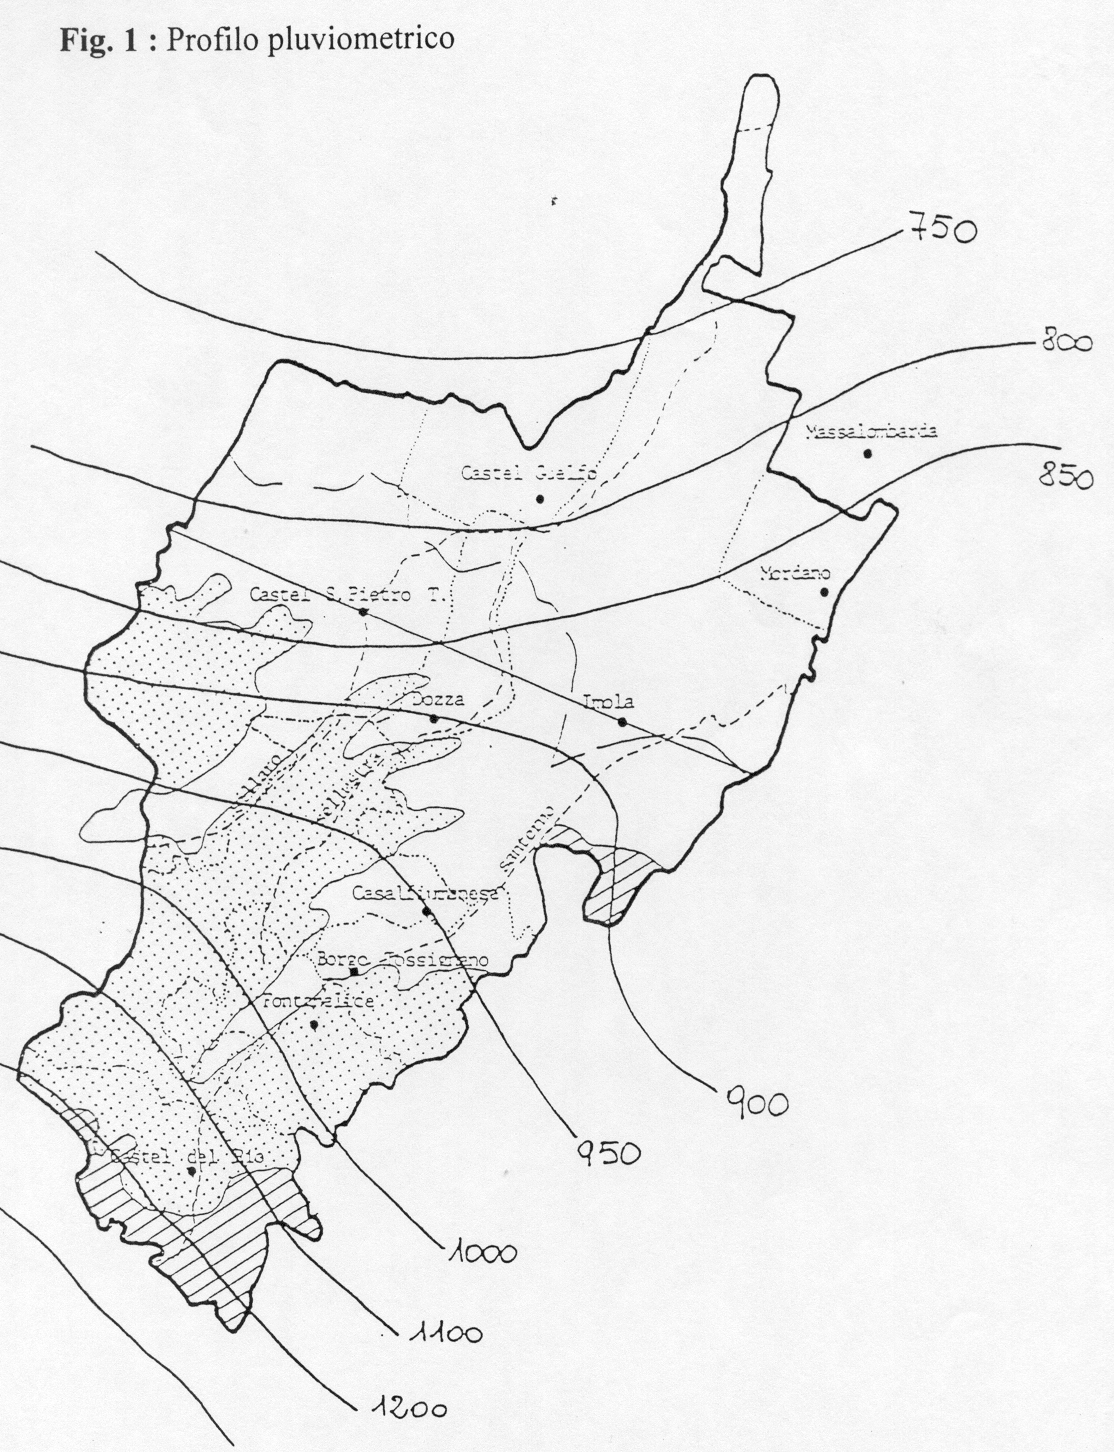 Fig. 1 : Profilo pluviometrico
750
800
Massalombarda
850
Castel Guelfo
Mordano
Castel S.Pietro T.
Dozza
Imola
Santerno
Casalfiumanese
Borgo Tossignano
Fontanelice
900
950
Castel del Rio
1000
1100
1200